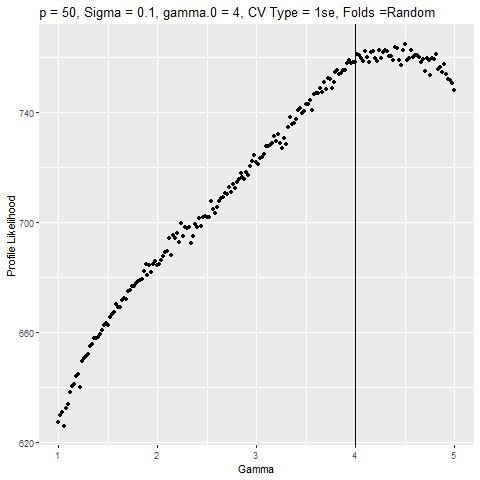 p = 50, Sigma = 0.1, gamma.0 = 4, CV Type = 1se, Folds =Random
Profile Likelihood
740
700
660
620
1 2 3 4 5
Gamma